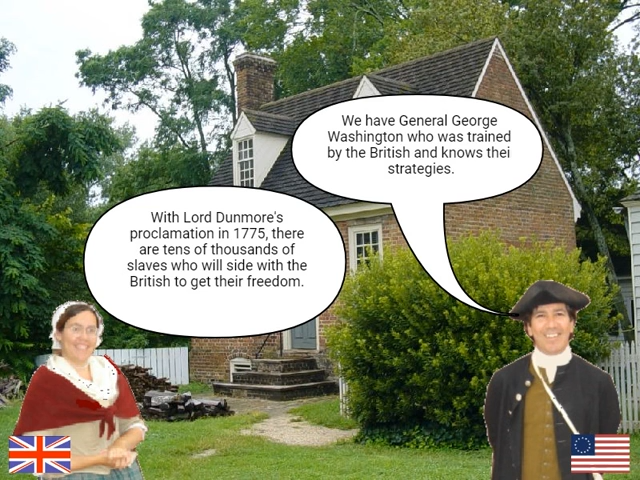 We have General George
Washington who was trained
by the British and knows thei
strategies.
With Lord Dunmore's
proclamation in 1775, there
are tens of thousands of
slaves who will side with the
British to get their freedom.